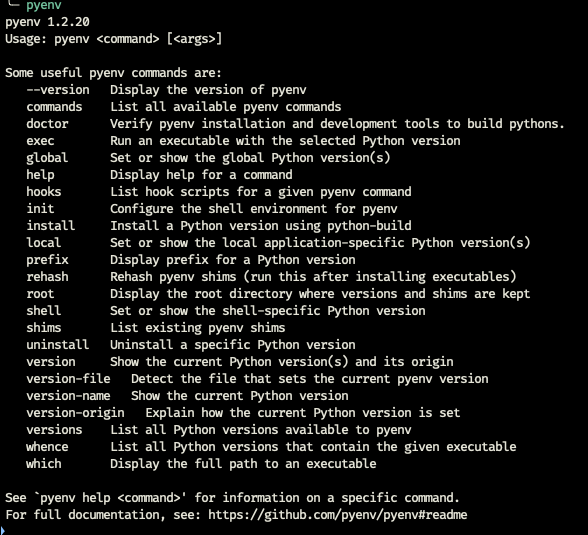 ╰─ pyenv
pyenv 1.2.20
Usage: pyenv <command> [<args>]

Some useful pyenv commands are:
   --version   Display the version of pyenv
   commands    List all available pyenv commands
   doctor      Verify pyenv installation and development tools to build pythons.
   exec        Run an executable with the selected Python version
   global      Set or show the global Python version(s)
   help        Display help for a command
   hooks       List hook scripts for a given pyenv command
   init        Configure the shell environment for pyenv
   install     Install a Python version using python-build
   local       Set or show the local application-specific Python version(s)
   prefix      Display prefix for a Python version
   rehash      Rehash pyenv shims (run this after installing executables)
   root        Display the root directory where versions and shims are kept
   shell       Set or show the shell-specific Python version
   shims       List existing pyenv shims
   uninstall   Uninstall a specific Python version
   version     Show the current Python version(s) and its origin
   version-file   Detect the file that sets the current pyenv version
   version-name   Show the current Python version
   version-origin   Explain how the current Python version is set
   versions    List all Python versions available to pyenv
   whence      List all Python versions that contain the given executable
   which       Display the full path to an executable

See `pyenv help <command>' for information on a specific command.
For full documentation, see: https://github.com/pyenv/pyenv#readme